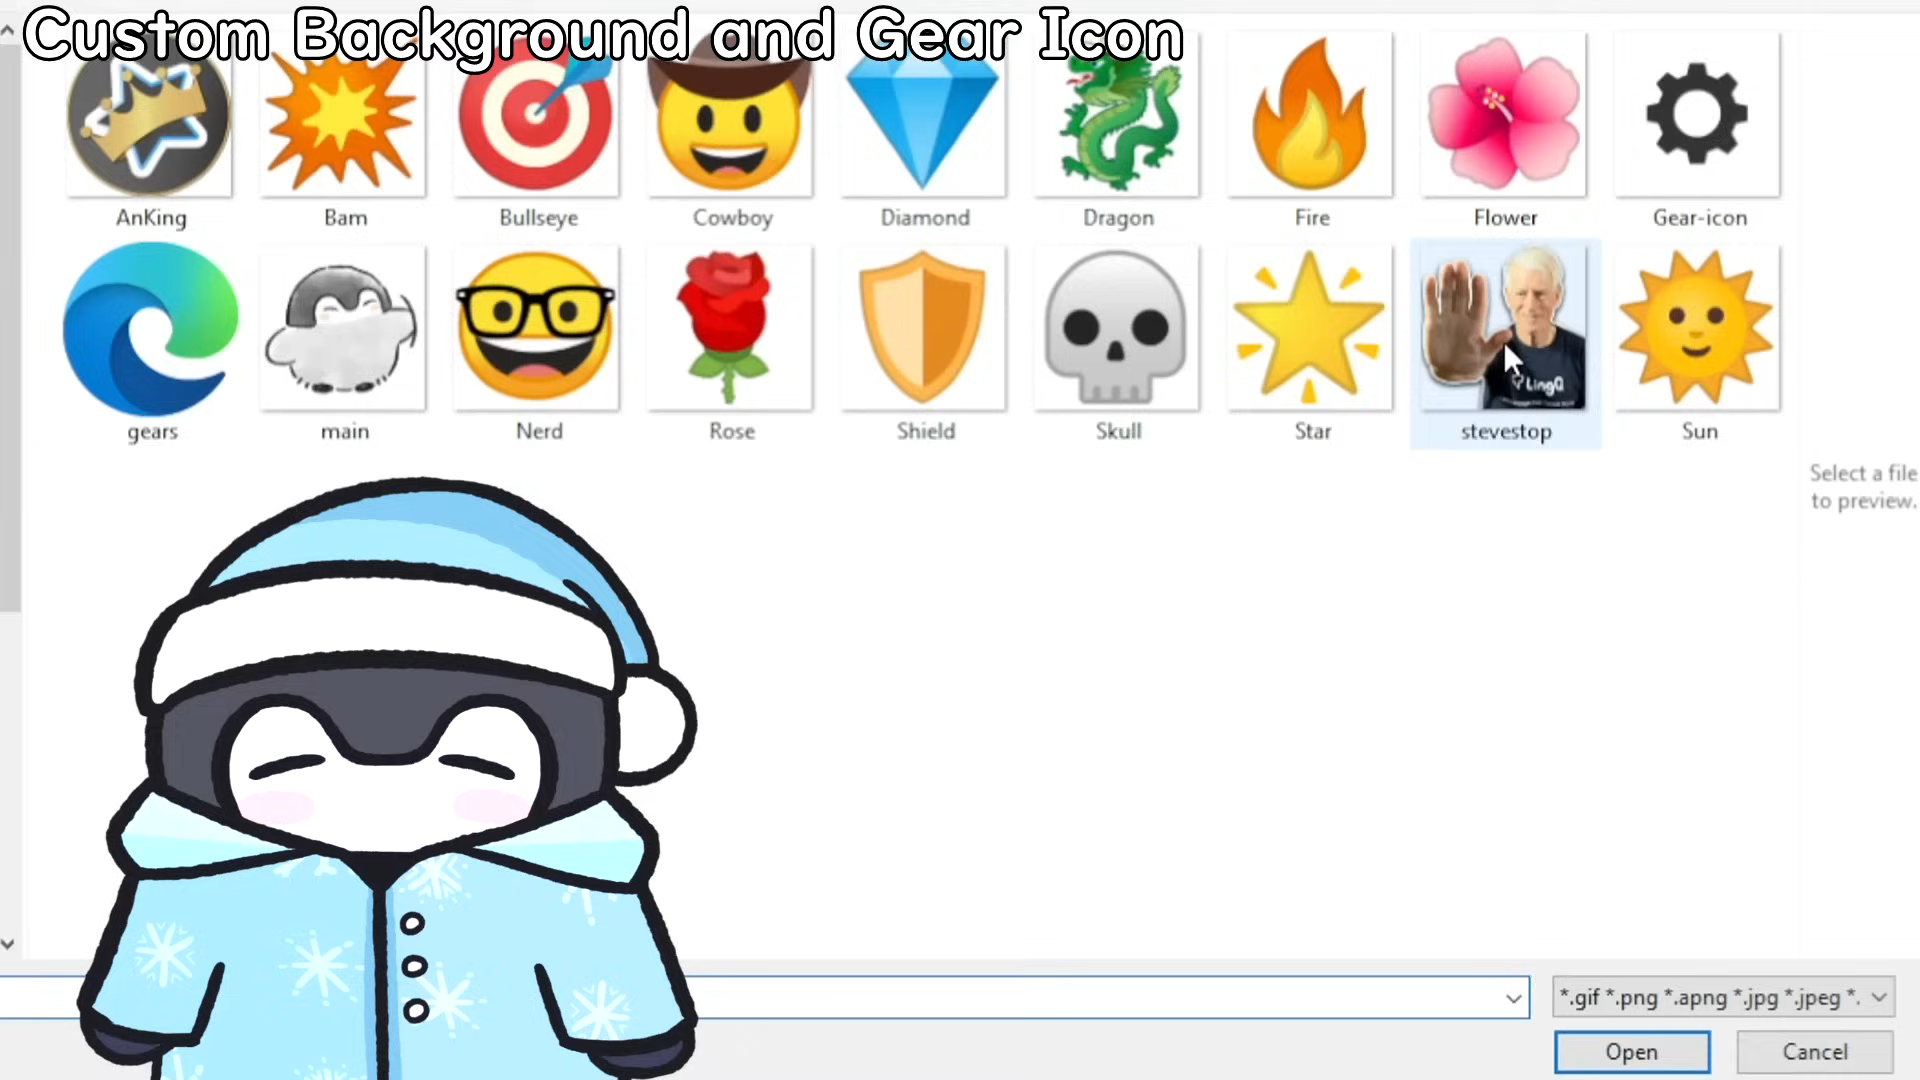 Custom Background and Gear Icon
AnKing
Bam
Bullseye
Cowboy
Diamond
Dragon
Fire
Flower
Gear-icon
gears
main
Nerd
Rose
Shield
Skull
Star
LingQ
stevestop
Sun
Select a file
to preview.
*.gif *.png *.apng *.jpg *.jpeg *.
Open
Cancel